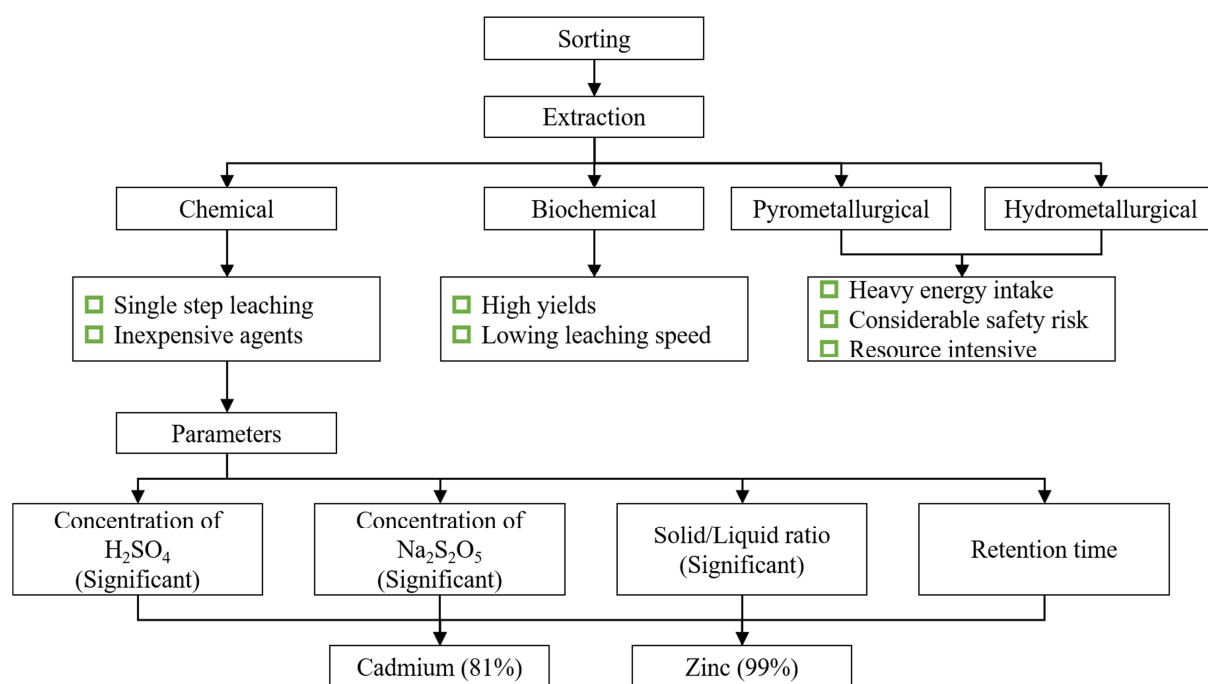 Sorting
Extraction
Chemical
Biochemical
Pyrometallurgical
Hydrometallurgical
Single step leaching
Inexpensive agents
High yields
Lowing leaching speed
Heavy energy intake
Considerable safety risk
Resource intensive
Parameters
Concentration of
H₂SO₄
(Significant)
Concentration of
Na₂S₂O₅
(Significant)
Solid/Liquid ratio
(Significant)
Retention time
Cadmium (81%)
Zinc (99%)